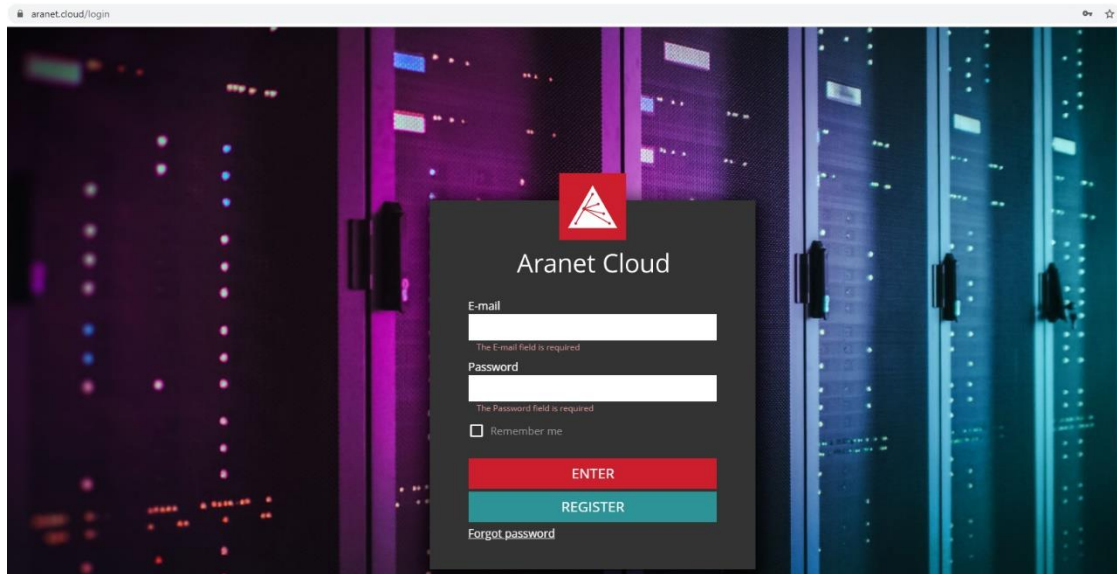 aranet.cloud/login
Aranet Cloud
E-mail
The E-mail field is required
Password
The Password field is required
Remember me
ENTER
REGISTER
Forgot password